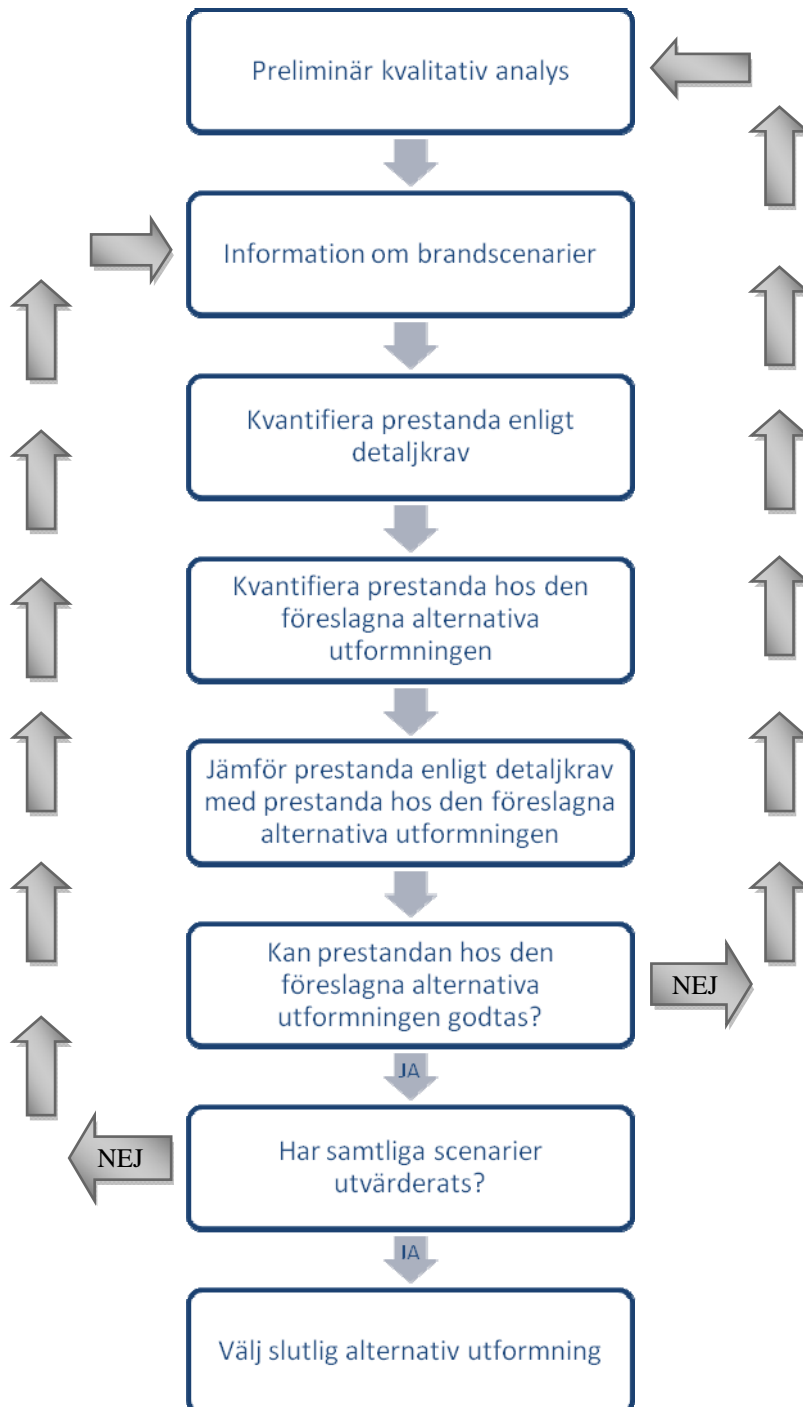 Preliminär kvalitativ analys
Information om brandscenarier
Kvantifiera prestanda enligt
detaljkrav
Kvantifiera prestanda hos den
föreslagna alternativa
utformningen
Jämför prestanda enligt detaljkrav
med prestanda hos den föreslagna
alternativa utformningen
Kan prestandan hos den
föreslagna alternativa
utformningen godtas?
NEJ
JA
Har samtliga scenarier
utvärderats?
NEJ
JA
Välj slutlig alternativ utformning